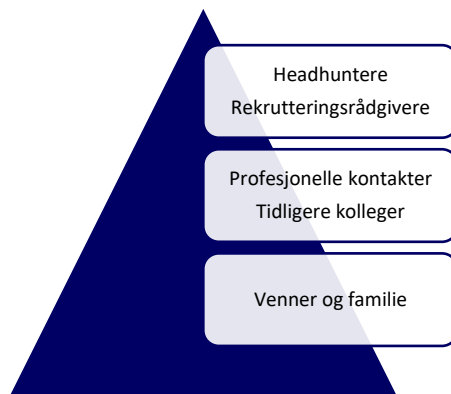 Headhuntere
Rekrutteringsrådgivere
Profesjonelle kontakter
Tidligere kolleger
Venner og familie